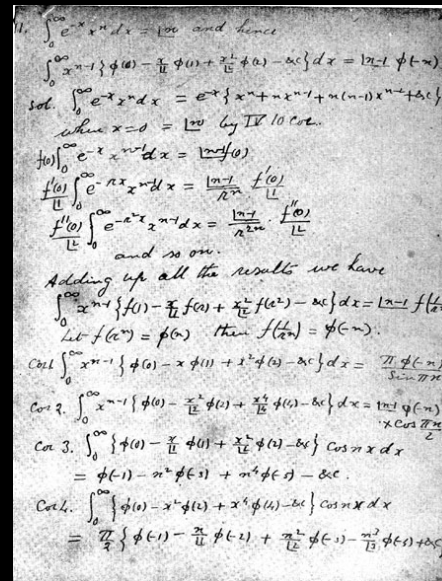 11. ∫₀^∞ e^{-x} x^n dx = |n and hence
∫₀^∞ x^{n-1} {φ(0) - x/|1 φ(1) + x²/|2 φ(2) - &c} dx = |n-1 φ(-n)
Sol. ∫₀^∞ e^{-x} x^n dx = e^{-x} {x^n + n x^{n-1} + n(n-1) x^{n-2} + &c}
when x=0 = |n by IV 10 Cor.
f(0) ∫₀^∞ e^{-x} x^{n-1} dx = |n-1 f(0)
f'(0)/|1 ∫₀^∞ e^{-rx} x^{n-1} dx = |n-1/r^n f'(0)/|1
f''(0)/|2 ∫₀^∞ e^{-r²x} x^{n-1} dx = |n-1/r^{2n} · f''(0)/|2
and so on.
Adding up all the results we have
∫₀^∞ x^{n-1} {f(1) - x/|1 f(r) + x²/|2 f(r²) - &c} dx = |n-1 f(1/r^n)
Let f(r^n) = φ(n) then f(1/r^n) = φ(-n).
Cor 1 ∫₀^∞ x^{n-1} {φ(0) - x φ(1) + x² φ(2) - &c} dx = π φ(-n)/Sin πn
Cor 2. ∫₀^∞ x^{n-1} {φ(0) - x²/|2 φ(2) + x⁴/|4 φ(4) - &c} dx = |n-1 φ(-n)
× Cos πn/2
Cor 3. ∫₀^∞ {φ(0) - x/|1 φ(1) + x²/|2 φ(2) - &c} Cos nx dx
= φ(-1) - n² φ(-3) + n⁴ φ(-5) - &c.
Cor 4. ∫₀^∞ {φ(0) - x² φ(2) + x⁴ φ(4) - &c} Cos nx dx
= π/2 {φ(-1) - n/|1 φ(-2) + n²/|2 φ(-3) - n³/|3 φ(-4) + &c